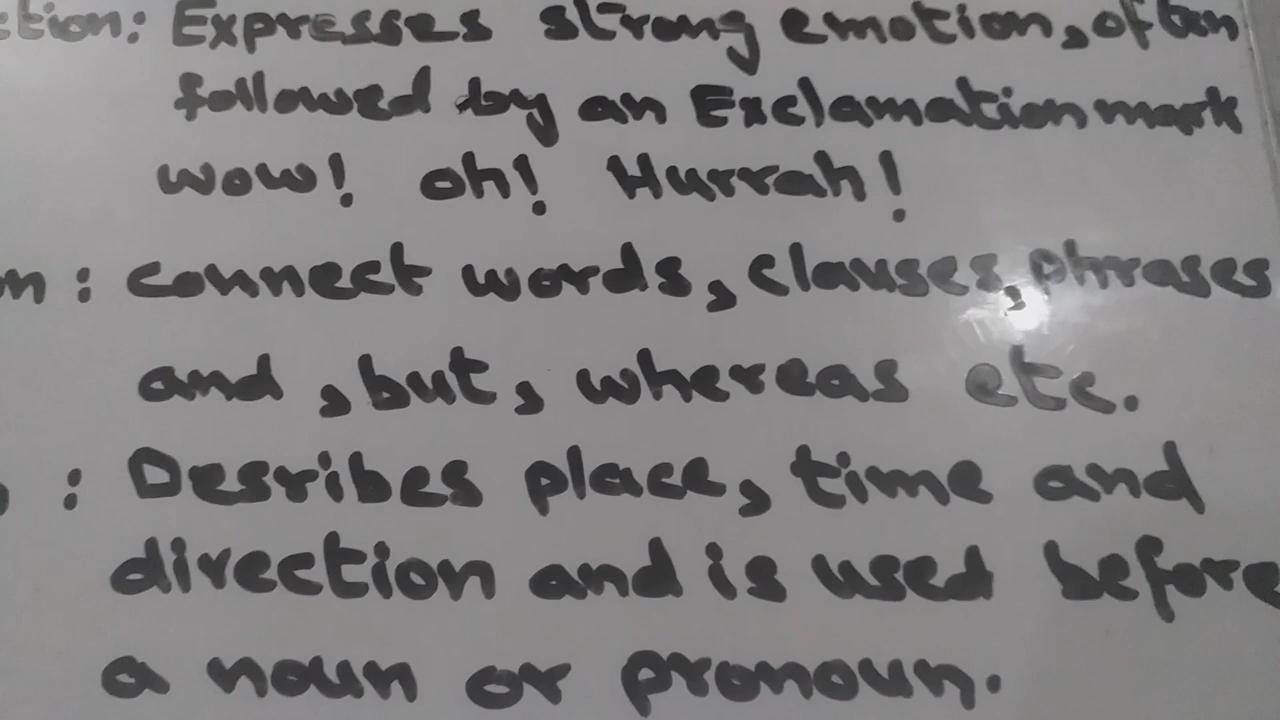 ction: Expresses strong emotion, often
followed by an Exclamation mark
wow! oh! Hurrah!
n: connect words, clauses, phrases
and, but, whereas etc.
: Desribes place, time and
direction and is used before
a noun or pronoun.